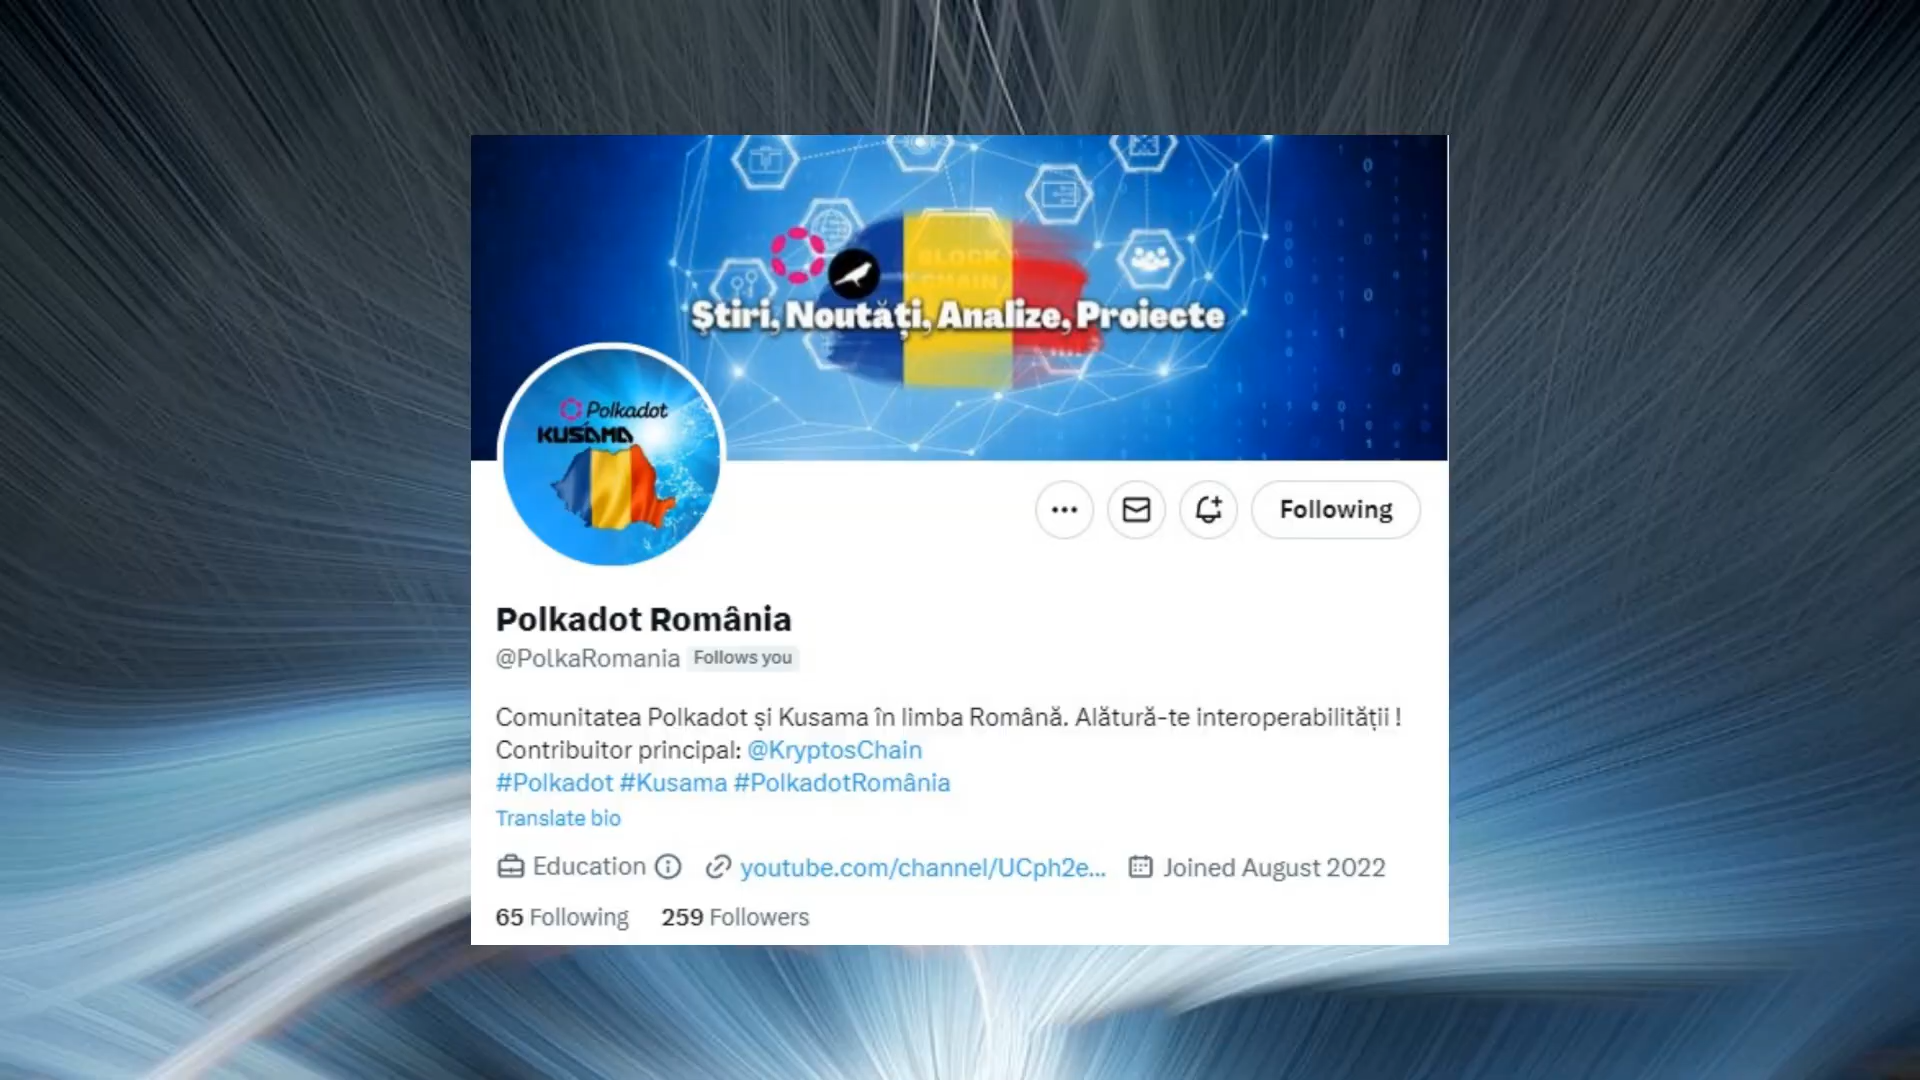 BLOCK
CHAIN
Știri, Noutăți, Analize, Proiecte
Polkadot
KUSAMA
Following
Polkadot România
@PolkaRomania Follows you
Comunitatea Polkadot și Kusama în limba Română. Alătură-te interoperabilității !
Contribuitor principal: @KryptosChain
#Polkadot #Kusama #PolkadotRomânia
Translate bio
Education youtube.com/channel/UCph2e... Joined August 2022
65 Following 259 Followers